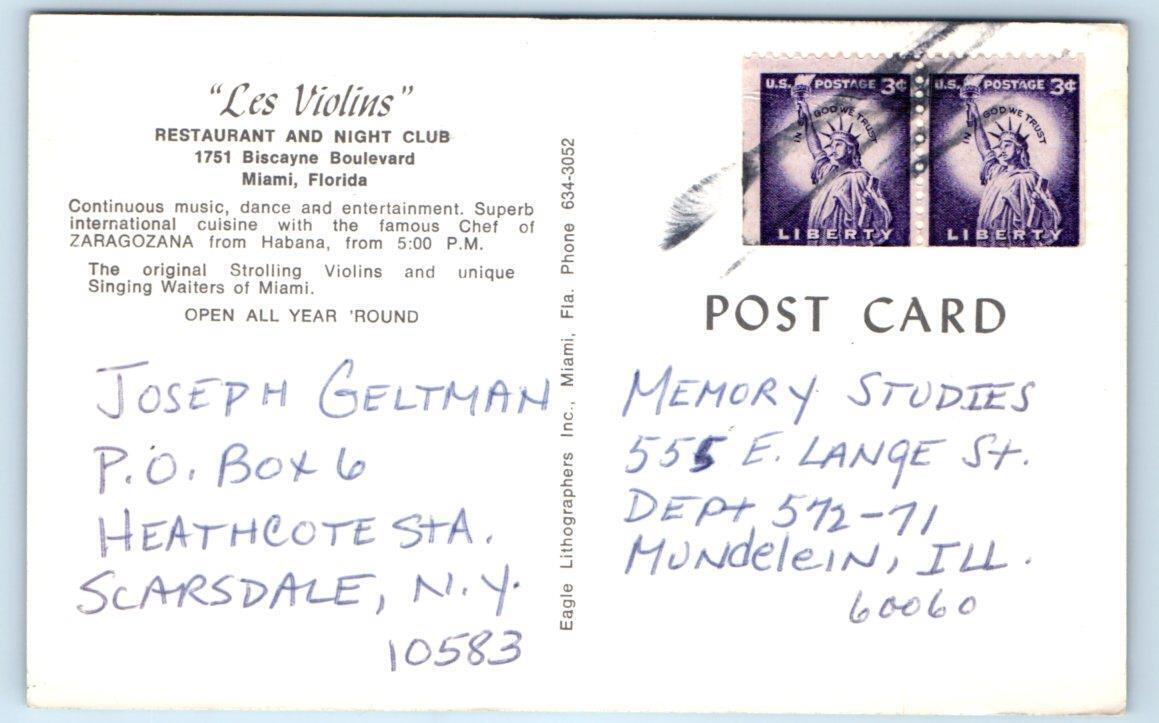 "Les Violins"
RESTAURANT AND NIGHT CLUB
1751 Biscayne Boulevard
Miami, Florida
Continuous music, dance and entertainment. Superb
international cuisine with the famous Chef of
ZARAGOZANA from Habana, from 5:00 P.M.
The original Strolling Violins and unique
Singing Waiters of Miami.
OPEN ALL YEAR 'ROUND
JOSEPH GELTMAN
P.O. BOX 6
HEATHCOTE STA.
SCARSDALE, N.Y.
10583
Eagle Lithographers Inc., Miami, Fla. Phone 634-3052
U.S. POSTAGE 3¢
IN GOD WE TRUST
LIBERTY
U.S. POSTAGE 3¢
IN GOD WE TRUST
LIBERTY
POST CARD
MEMORY STUDIES
555 E. LANGE St.
DEPt 572-71
MUNdeleiN, ILL.
60060